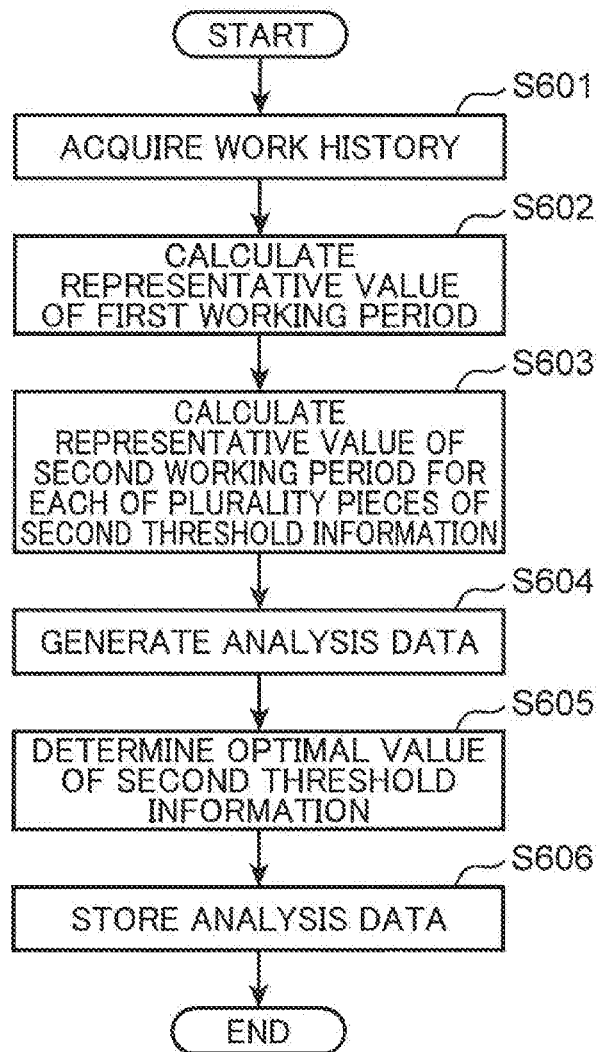 START
S601
ACQUIRE WORK HISTORY
S602
CALCULATE
REPRESENTATIVE VALUE
OF FIRST WORKING PERIOD
S603
CALCULATE
REPRESENTATIVE VALUE OF
SECOND WORKING PERIOD FOR
EACH OF PLURALITY PIECES OF
SECOND THRESHOLD INFORMATION
S604
GENERATE ANALYSIS DATA
S605
DETERMINE OPTIMAL VALUE
OF SECOND THRESHOLD
INFORMATION
S606
STORE ANALYSIS DATA
END